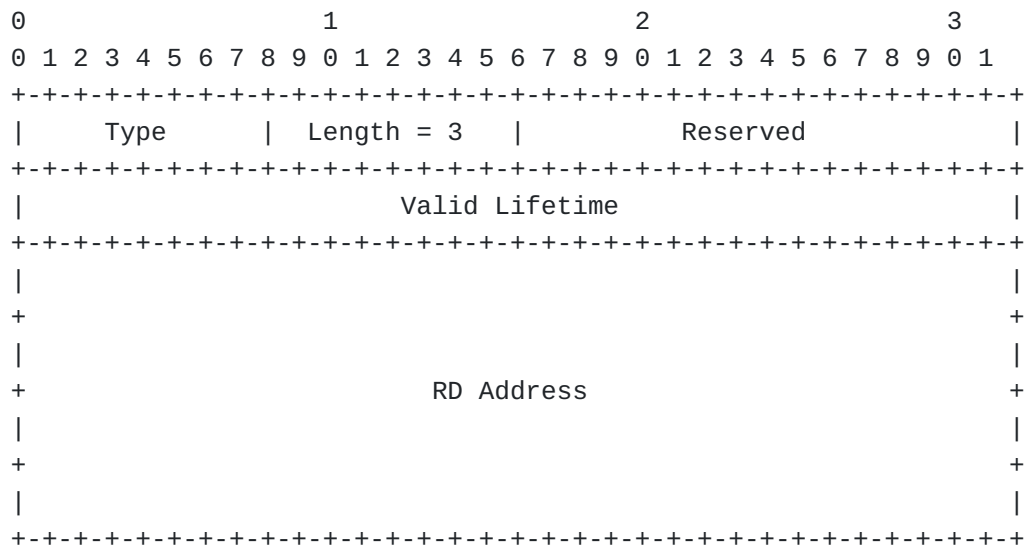 0                   1                   2                   3
0 1 2 3 4 5 6 7 8 9 0 1 2 3 4 5 6 7 8 9 0 1 2 3 4 5 6 7 8 9 0 1
+-+-+-+-+-+-+-+-+-+-+-+-+-+-+-+-+-+-+-+-+-+-+-+-+-+-+-+-+-+-+-+-+
|     Type      |  Length = 3   |          Reserved             |
+-+-+-+-+-+-+-+-+-+-+-+-+-+-+-+-+-+-+-+-+-+-+-+-+-+-+-+-+-+-+-+-+
|                        Valid Lifetime                         |
+-+-+-+-+-+-+-+-+-+-+-+-+-+-+-+-+-+-+-+-+-+-+-+-+-+-+-+-+-+-+-+-+
|                                                               |
+                                                               +
|                                                               |
+                          RD Address                           +
|                                                               |
+                                                               +
|                                                               |
+-+-+-+-+-+-+-+-+-+-+-+-+-+-+-+-+-+-+-+-+-+-+-+-+-+-+-+-+-+-+-+-+